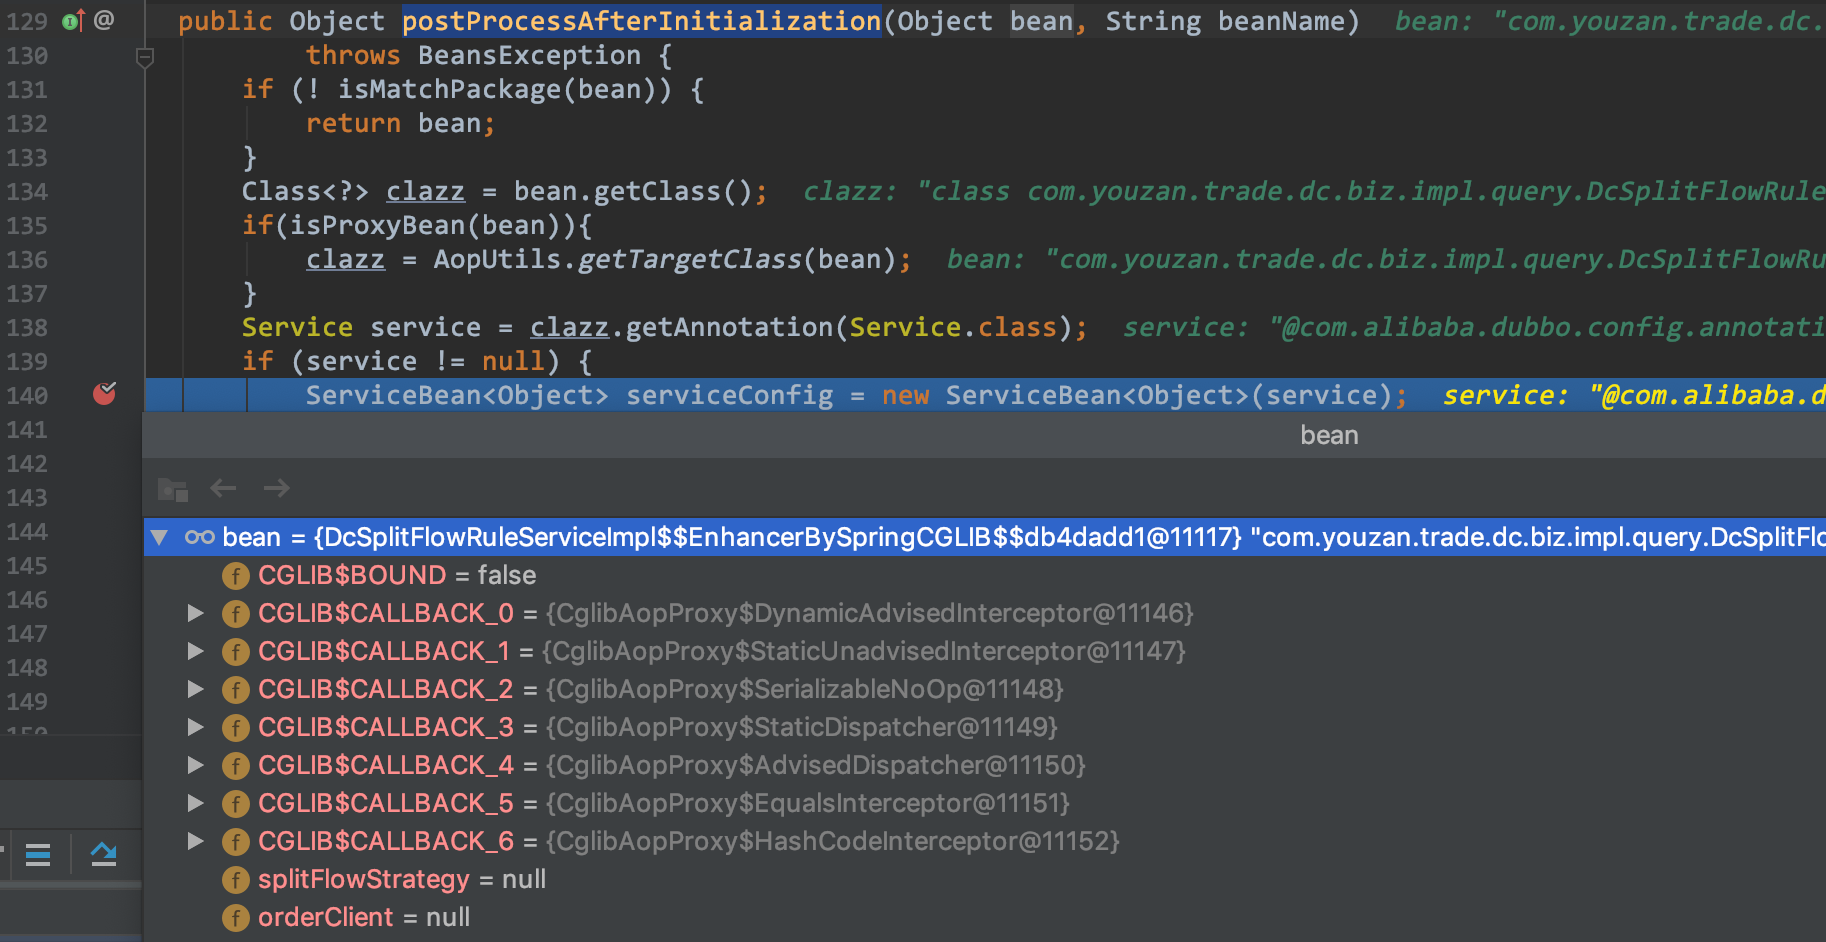 129 @ public Object postProcessAfterInitialization(Object bean, String beanName) bean: "com.youzan.trade.dc.
130 throws BeansException {
131 if (! isMatchPackage(bean)) {
132 return bean;
133 }
134 Class<?> clazz = bean.getClass(); clazz: "class com.youzan.trade.dc.biz.impl.query.DcSplitFlowRule
135 if(isProxyBean(bean)){
136 clazz = AopUtils.getTargetClass(bean); bean: "com.youzan.trade.dc.biz.impl.query.DcSplitFlowRu
137 }
138 Service service = clazz.getAnnotation(Service.class); service: "@com.alibaba.dubbo.config.annotati
139 if (service != null) {
140 ServiceBean<Object> serviceConfig = new ServiceBean<Object>(service); service: "@com.alibaba.d
141
bean
142
143
144
bean = {DcSplitFlowRuleServiceImpl$$EnhancerBySpringCGLIB$$db4dadd1@11117} "com.youzan.trade.dc.biz.impl.query.DcSplitFlo
145
f CGLIB$BOUND = false
146
f CGLIB$CALLBACK_0 = {CglibAopProxy$DynamicAdvisedInterceptor@11146}
147
f CGLIB$CALLBACK_1 = {CglibAopProxy$StaticUnadvisedInterceptor@11147}
148
f CGLIB$CALLBACK_2 = {CglibAopProxy$SerializableNoOp@11148}
149
f CGLIB$CALLBACK_3 = {CglibAopProxy$StaticDispatcher@11149}
150
f CGLIB$CALLBACK_4 = {CglibAopProxy$AdvisedDispatcher@11150}
f CGLIB$CALLBACK_5 = {CglibAopProxy$EqualsInterceptor@11151}
f CGLIB$CALLBACK_6 = {CglibAopProxy$HashCodeInterceptor@11152}
f splitFlowStrategy = null
f orderClient = null